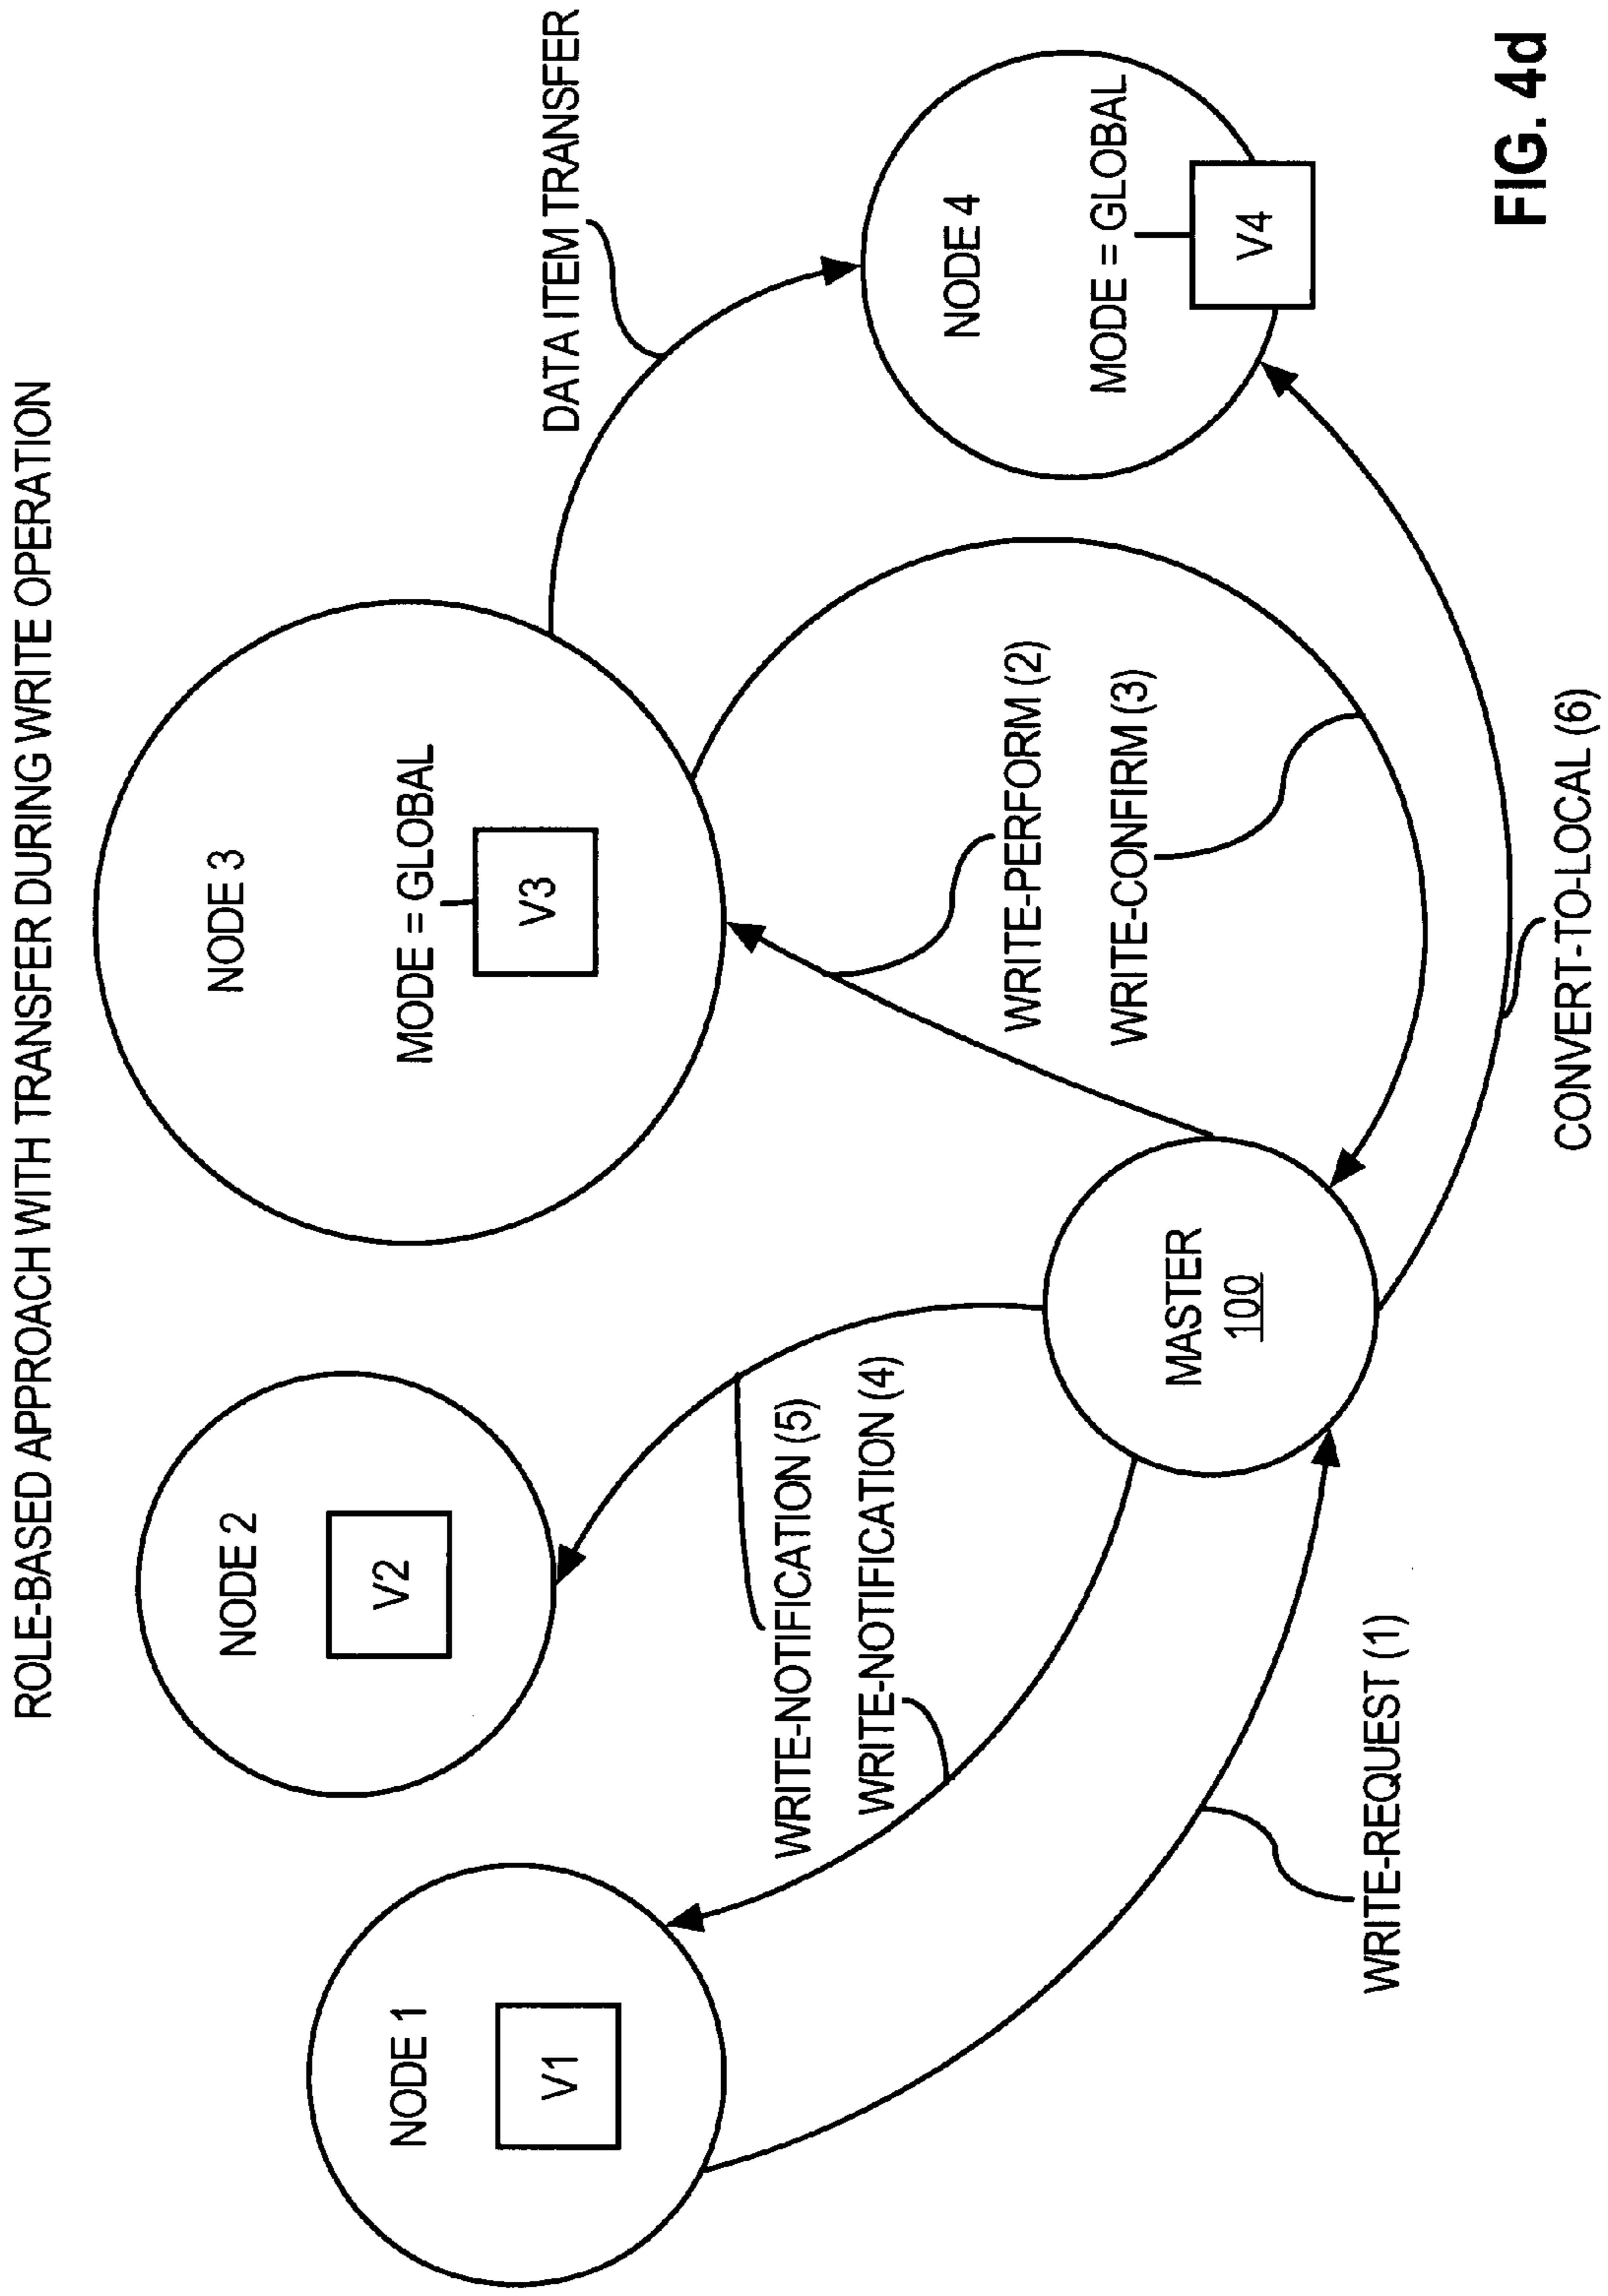 ROLE-BASED APPROACH WITH TRANSFER DURING WRITE OPERATION
NODE 1
V1
NODE 2
V2
NODE 3
MODE = GLOBAL
V3
DATA ITEM TRANSFER
NODE 4
MODE = GLOBAL
V4
WRITE-NOTIFICATION (5)
WRITE-NOTIFICATION (4)
WRITE-PERFORM (2)
WRITE-CONFIRM (3)
MASTER
100
WRITE-REQUEST (1)
CONVERT-TO-LOCAL (6)
FIG. 4d